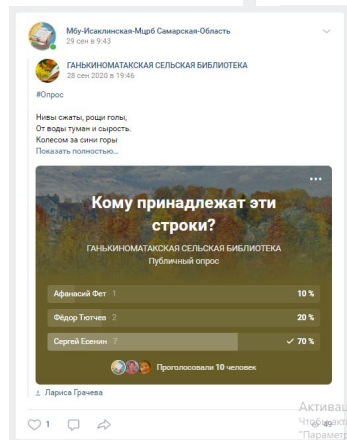 Мбу-Исаклинская-Мцрб Самарская-Область
29 сен в 9:43
ГАНЬКИНОМАТАКСКАЯ СЕЛЬСКАЯ БИБЛИОТЕКА
28 сен 2020 в 19:46
#Опрос
Нивы сжаты, рощи голы,
От воды туман и сырость.
Колесом за сини горы
Показать полностью...
Кому принадлежат эти
строки?
ГАНЬКИНОМАТАКСКАЯ СЕЛЬСКАЯ БИБЛИОТЕКА
Публичный опрос
Афанасий Фет · 1 10 %
Фёдор Тютчев · 2 20 %
Сергей Есенин · 7 70 %
Проголосовали 10 человек
Лариса Грачева
Активац
1 49
"Параметр